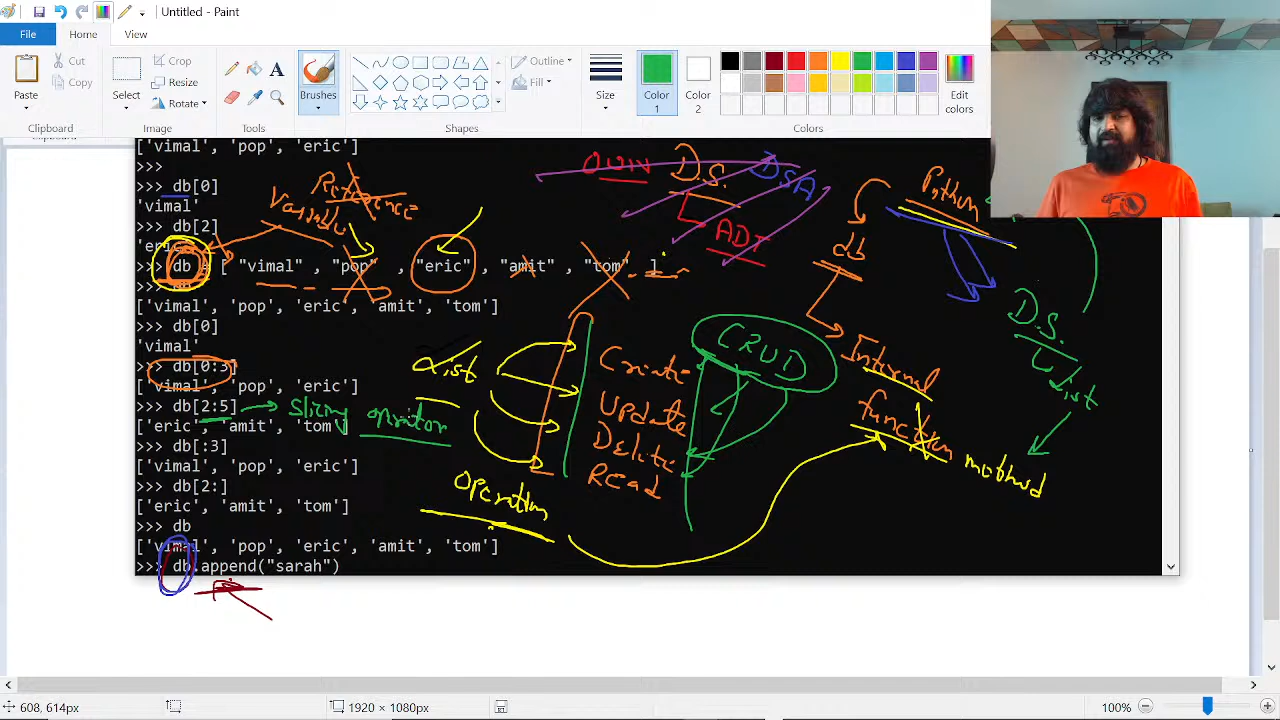 Untitled - Paint
File
Home
View
Paste
Cut
Copy
Select
Crop
Resize
Rotate
Brushes
Size
Outline
Fill
Color 1
Color 2
Edit colors
Clipboard
Image
Tools
Shapes
Colors
['vimal', 'pop', 'eric']
>>> db[0]
'vimal'
>>> db[2]
'er
>>> db = [ "vimal" , "pop" , "eric" , "amit" , "tom" ]
>>> db
['vimal', 'pop', 'eric', 'amit', 'tom']
>>> db[0]
'vimal'
>>> db[0:3]
['vimal', 'pop', 'eric']
>>> db[2:5]
['eric', 'amit', 'tom']
>>> db[:3]
['vimal', 'pop', 'eric']
>>> db[2:]
['eric', 'amit', 'tom']
>>> db
['vimal', 'pop', 'eric', 'amit', 'tom']
>>> db.append("sarah")
Variable
OWN D.S. DSA
ADT
Python
db
D.S.
List
Internal
function
method
CRUD
List
Create
Update
Delite
Read
Slicing
operation
608, 614px
1920 × 1080px
100%